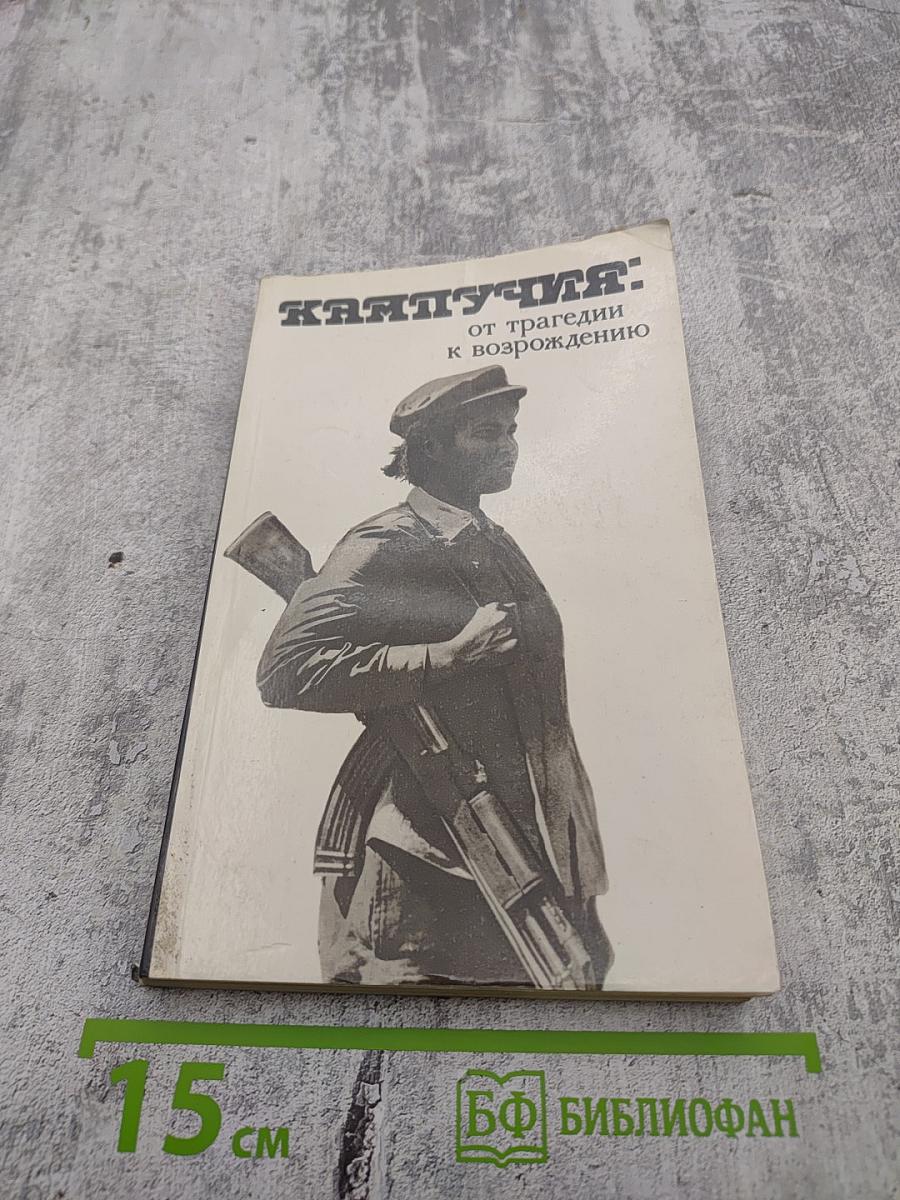 КАМПУЧИЯ:
от трагедии
к возрождению
15 см
БФ БИБЛИОФАН